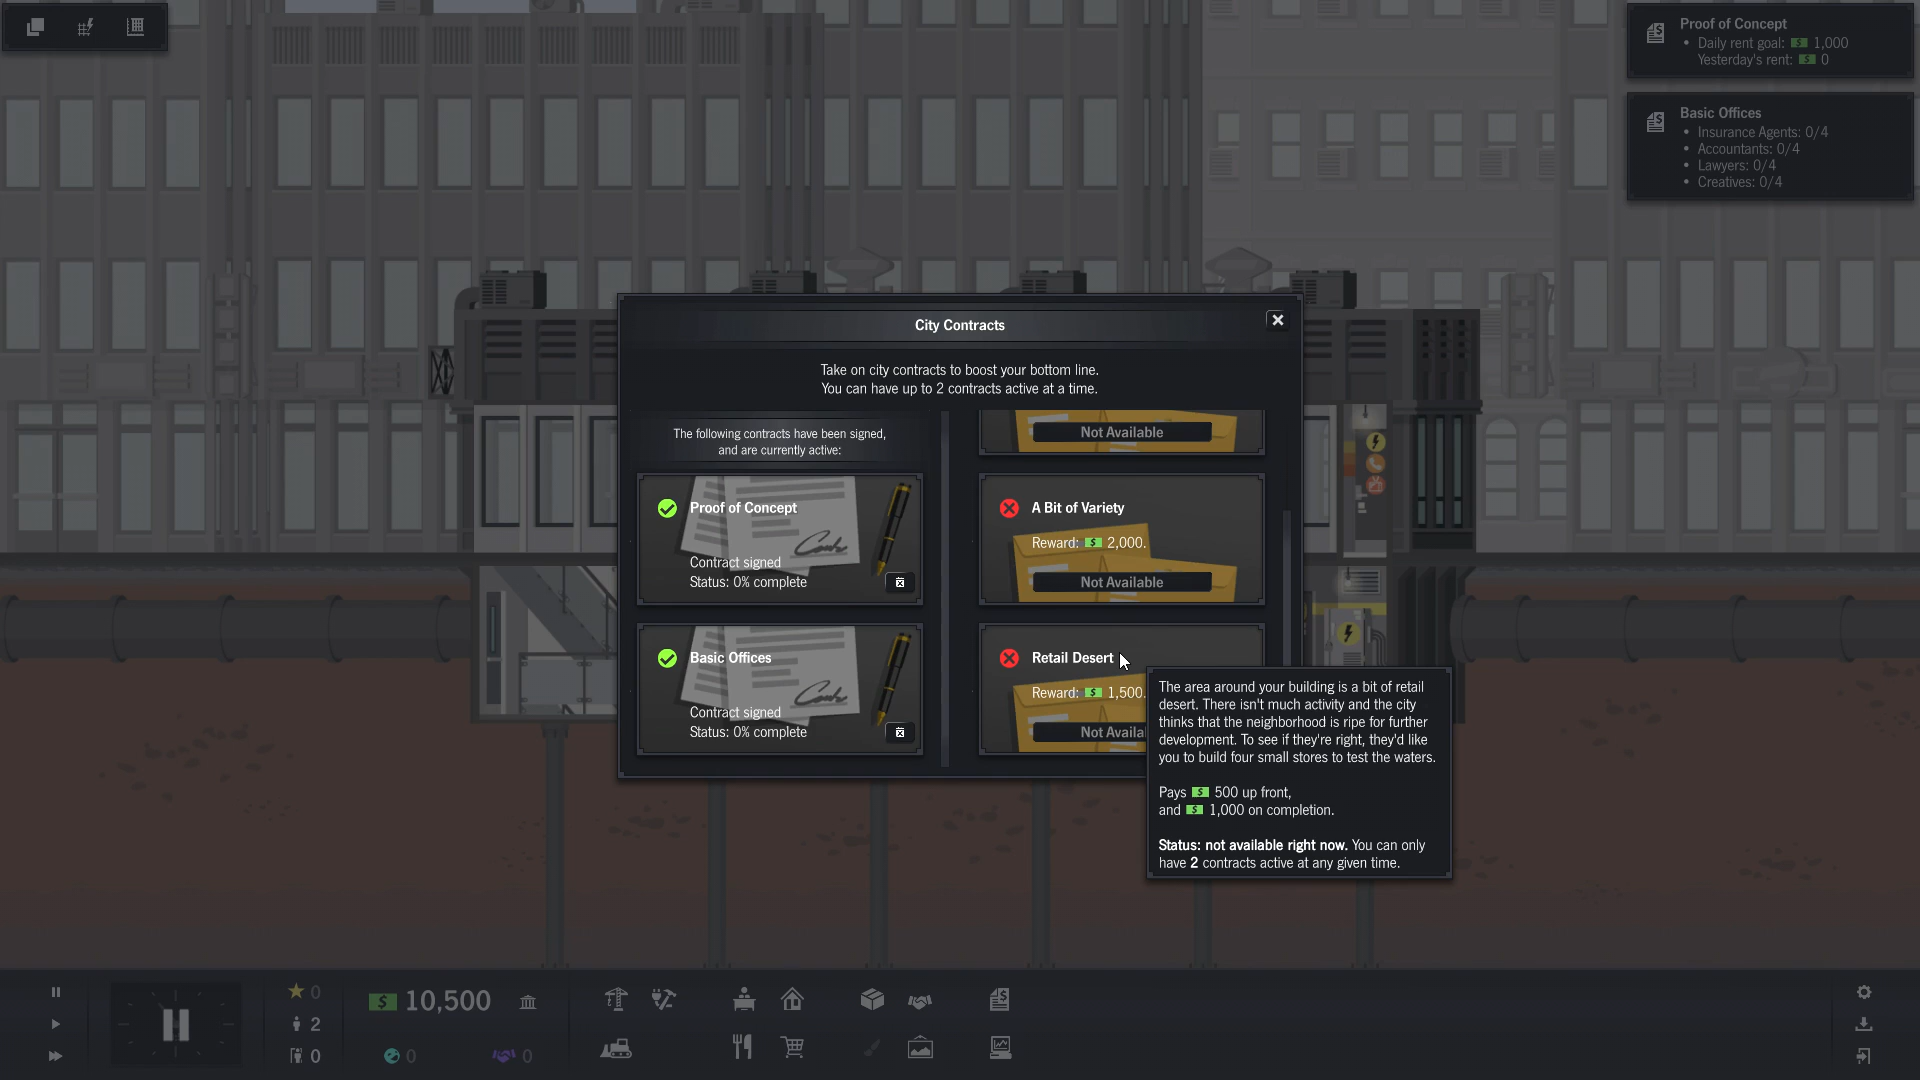 Proof of Concept
• Daily rent goal: 1,000
Yesterday's rent: 0
Basic Offices
• Insurance Agents: 0/4
• Accountants: 0/4
• Lawyers: 0/4
• Creatives: 0/4
City Contracts
Take on city contracts to boost your bottom line.
You can have up to 2 contracts active at a time.
The following contracts have been signed,
and are currently active:
Proof of Concept
Contract signed
Status: 0% complete
Basic Offices
Contract signed
Status: 0% complete
Not Available
A Bit of Variety
Reward: $ 2,000.
Not Available
Retail Desert
Reward: $ 1,500.
Not Availa
The area around your building is a bit of retail
desert. There isn't much activity and the city
thinks that the neighborhood is ripe for further
development. To see if they're right, they'd like
you to build four small stores to test the waters.
Pays $ 500 up front,
and $ 1,000 on completion.
Status: not available right now. You can only
have 2 contracts active at any given time.
0
2
0
$ 10,500
0
0